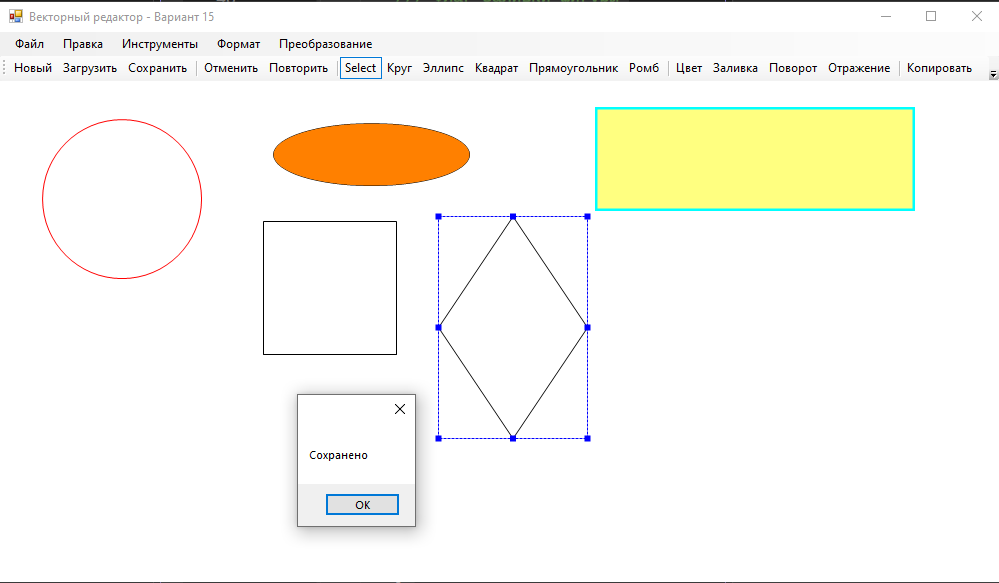 Векторный редактор - Вариант 15
Файл Правка Инструменты Формат Преобразование
Новый Загрузить Сохранить Отменить Повторить Select Круг Эллипс Квадрат Прямоугольник Ромб Цвет Заливка Поворот Отражение Копировать
Сохранено
OK